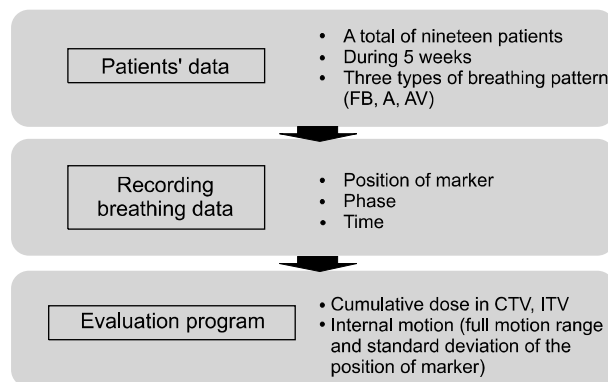 Patients' data
• A total of nineteen patients
• During 5 weeks
• Three types of breathing pattern
(FB, A, AV)
Recording
breathing data
• Position of marker
• Phase
• Time
Evaluation program
• Cumulative dose in CTV, ITV
• Internal motion (full motion range
and standard deviation of the
position of marker)